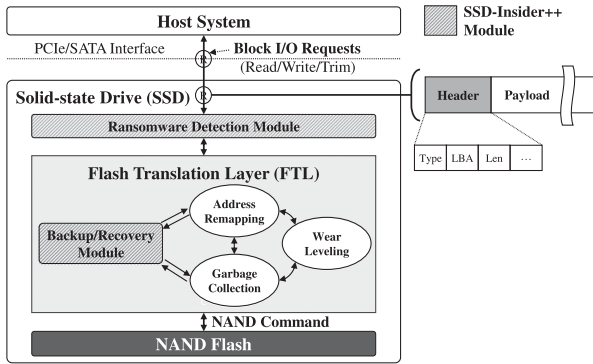 Host System
SSD-Insider++
Module
PCIe/SATA Interface
R
Block I/O Requests
(Read/Write/Trim)
Solid-state Drive (SSD)
R
Header
Payload
Ransomware Detection Module
Type
LBA
Len
...
Flash Translation Layer (FTL)
Address
Remapping
Backup/Recovery
Module
Wear
Leveling
Garbage
Collection
NAND Command
NAND Flash